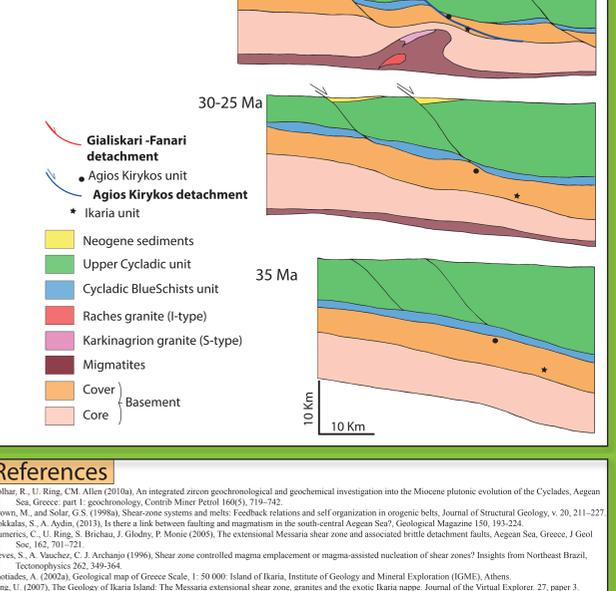 30-25 Ma
Gialiskari -Fanari
detachment
Agios Kirykos unit
Agios Kirykos detachment
Ikaria unit
Neogene sediments
Upper Cycladic unit
Cycladic BlueSchists unit
Raches granite (I-type)
Karkinagrion granite (S-type)
Migmatites
Cover
Basement
Core
35 Ma
10 Km
10 Km
References
olhar, R., U. Ring, CM. Allen (2010a), An integrated zircon geochronological and geochemical investigation into the Miocene plutonic evolution of the Cyclades, Aegean
Sea, Greece: part 1: geochronology, Contrib Miner Petrol 160(5), 719–742.
own, M., and Solar, G.S. (1998a), Shear-zone systems and melts: Feedback relations and self organization in orogenic belts, Journal of Structural Geology, v. 20, 211–227.
okkalas, S., A. Aydin, (2013), Is there a link between faulting and magmatism in the south-central Aegean Sea?, Geological Magazine 150, 193-224.
umerics, C., U. Ring, S. Brichau, J. Glodny, P. Monie (2005), The extensional Messaria shear zone and associated brittle detachment faults, Aegean Sea, Greece, J Geol
Soc, 162, 701–721.
eves, S., A. Vauchez, C. J. Archanjo (1996), Shear zone controlled magma emplacement or magma-assisted nucleation of shear zones? Insights from Northeast Brazil,
Tectonophysics 262, 349-364.
otiades, A. (2002a), Geological map of Greece Scale, 1: 50 000: Island of Ikaria, Institute of Geology and Mineral Exploration (IGME), Athens.
ng, U. (2007), The Geology of Ikaria Island: The Messaria extensional shear zone, granites and the exotic Ikaria nappe. Journal of the Virtual Explorer. 27, paper 3.